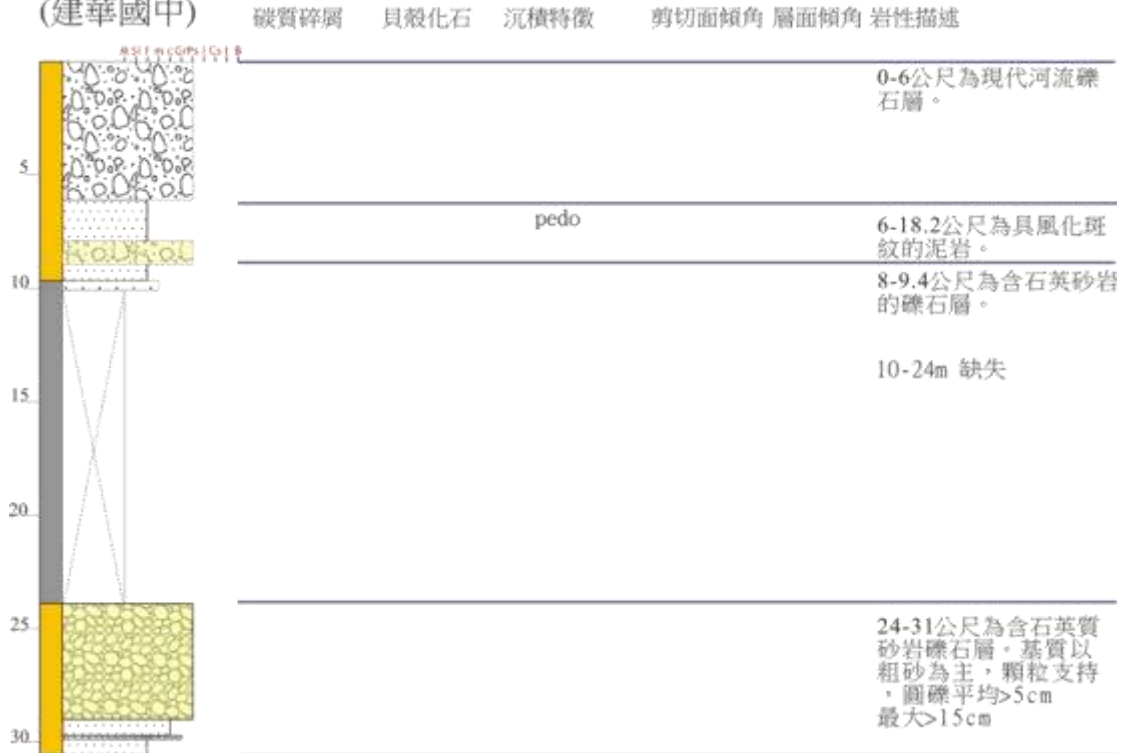 (建華國中)
碳質碎屑 貝殼化石 沉積特徵 剪切面傾角 層面傾角 岩性描述
0-6公尺為現代河流礫
石層。
5
pedo
6-18.2公尺為具風化斑
紋的泥岩。
8-9.4公尺為含石英砂岩
的礫石層。
10
10-24m 缺失
15
20
25
24-31公尺為含石英質
砂岩礫石層。基質以
粗砂為主，顆粒支持
，圓礫平均>5cm
最大>15cm
30